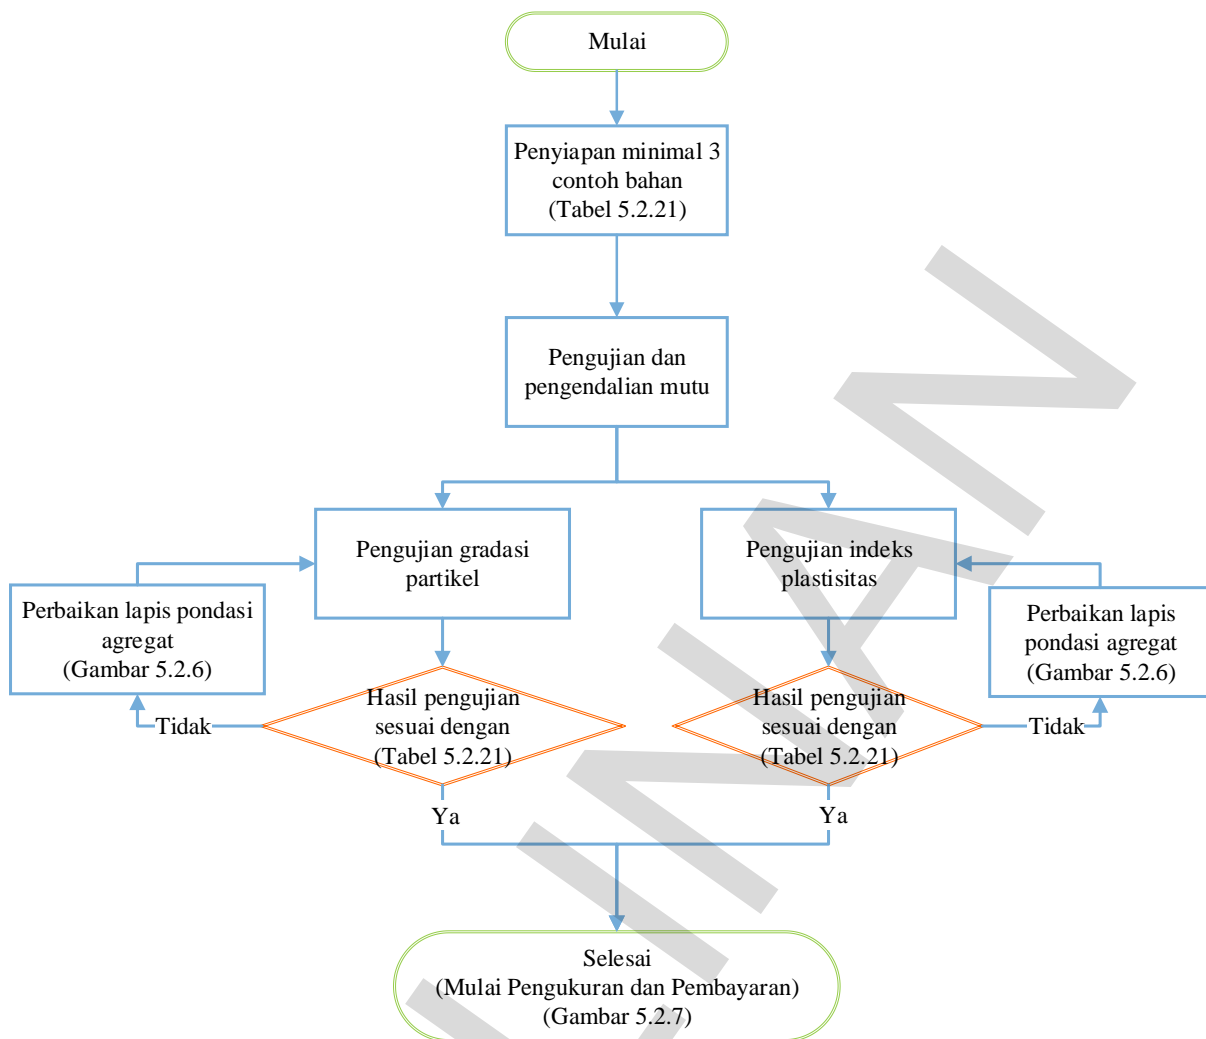 Mulai
Penyiapan minimal 3
contoh bahan
(Tabel 5.2.21)
Pengujian dan
pengendalian mutu
Pengujian gradasi
partikel
Pengujian indeks
plastisitas
Perbaikan lapis pondasi
agregat
(Gambar 5.2.6)
Perbaikan lapis
pondasi agregat
(Gambar 5.2.6)
Hasil pengujian
sesuai dengan
(Tabel 5.2.21)
Hasil pengujian
sesuai dengan
(Tabel 5.2.21)
Tidak
Tidak
Ya
Ya
Selesai
(Mulai Pengukuran dan Pembayaran)
(Gambar 5.2.7)